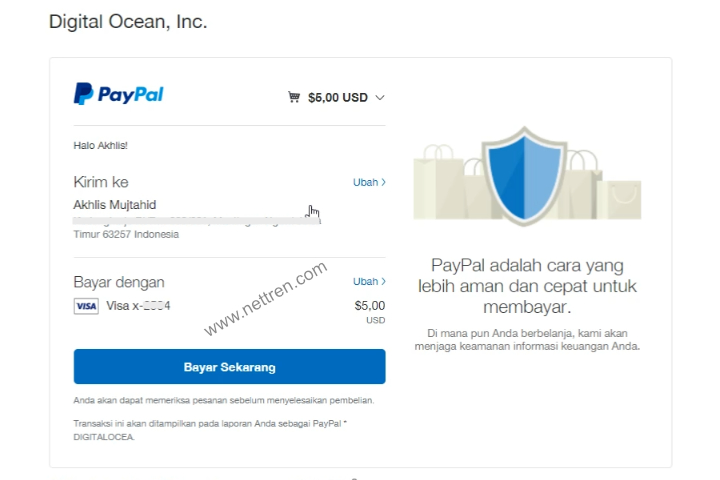 Digital Ocean, Inc.
PayPal
$5,00 USD
Halo Akhlis!
Kirim ke
Ubah
Akhlis Mujtahid
Timur 63257 Indonesia
Bayar dengan
Ubah
VISA
Visa x-
$5,00
USD
www.nettren.com
Bayar Sekarang
Anda akan dapat memeriksa pesanan sebelum menyelesaikan pembelian.
Transaksi ini akan ditampilkan pada laporan Anda sebagai PayPal *
DIGITALOCEA.
PayPal adalah cara yang
lebih aman dan cepat untuk
membayar.
Di mana pun Anda berbelanja, kami akan
menjaga keamanan informasi keuangan Anda.